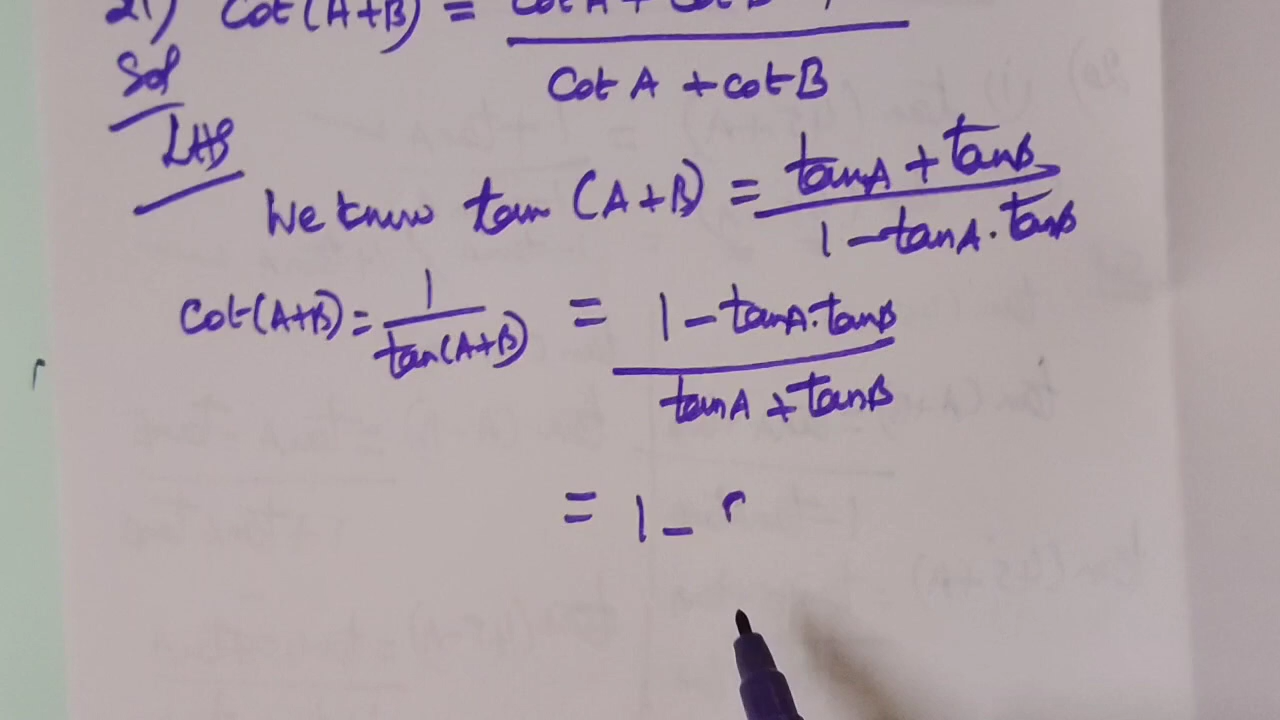 21) Cot(A+B) =
Cot A + cot B
Sol
LHS
We know tan (A+B) = tanA + tanB / 1 - tanA . tanB
cot(A+B) = 1 / tan(A+B) = 1 - tanA . tanB / tanA + tanB
= 1 -